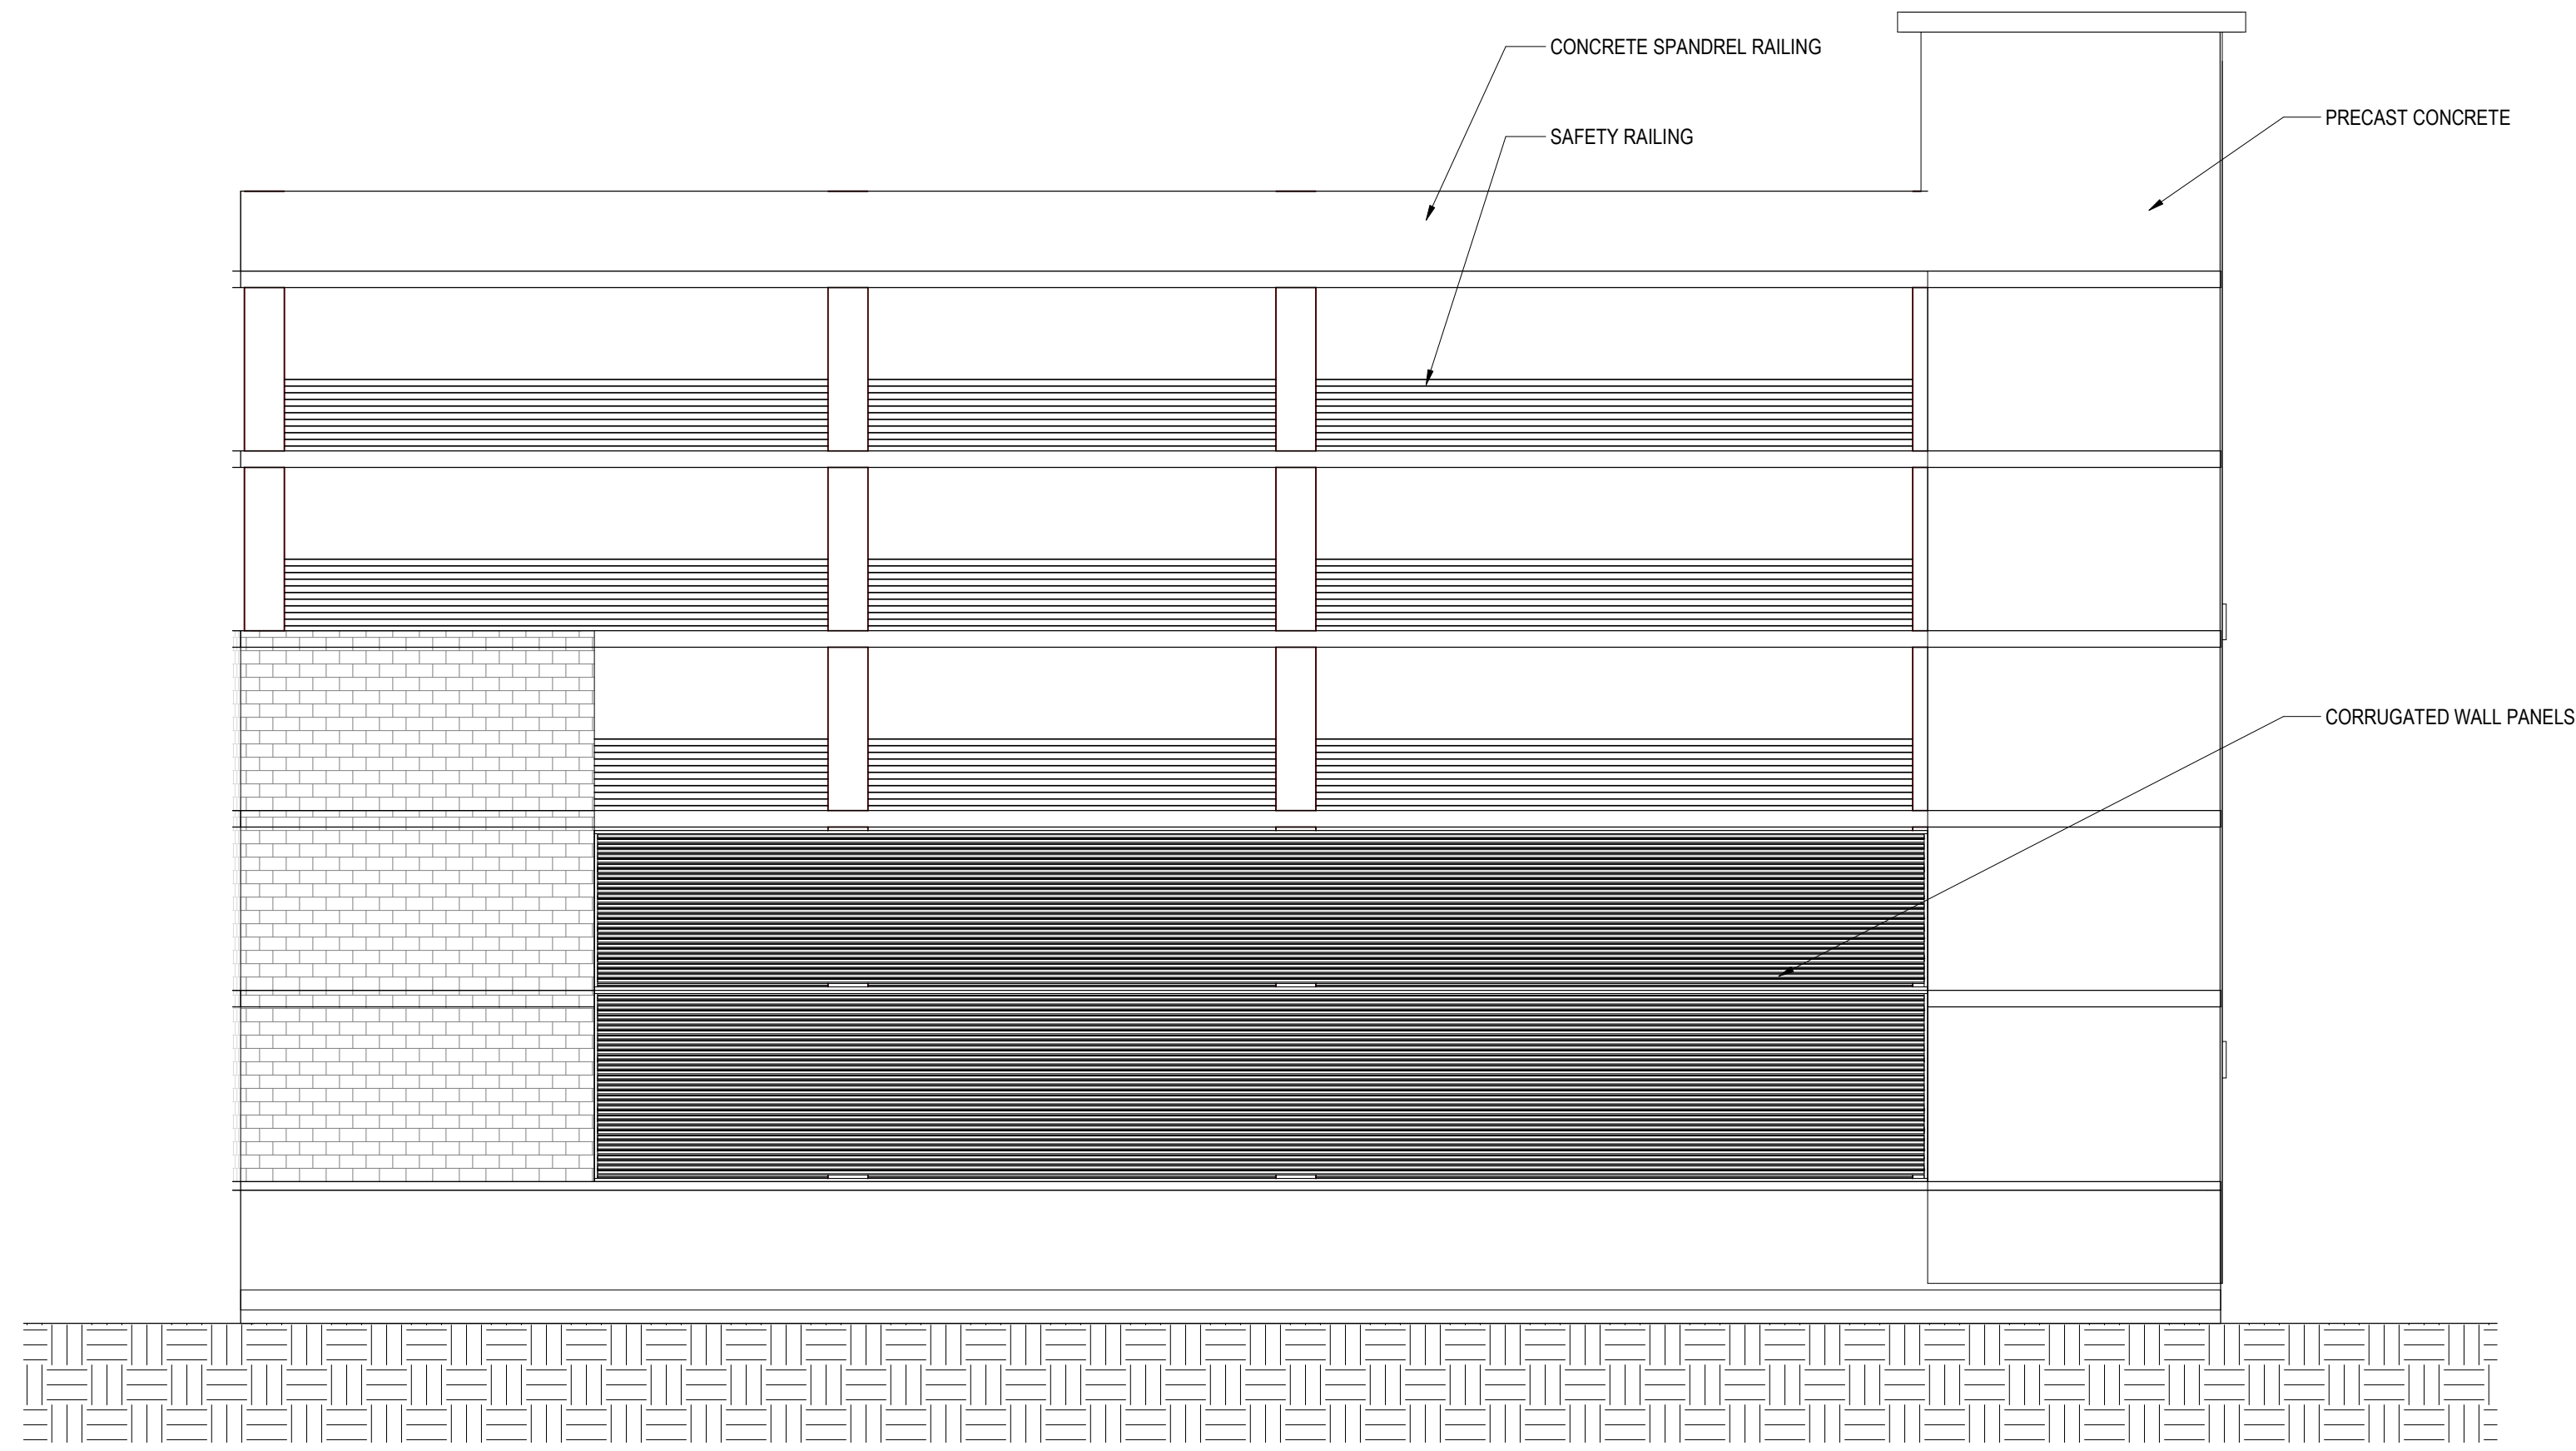 CONCRETE SPANDREL RAILING
PRECAST CONCRETE
SAFETY RAILING
CORRUGATED WALL PANELS